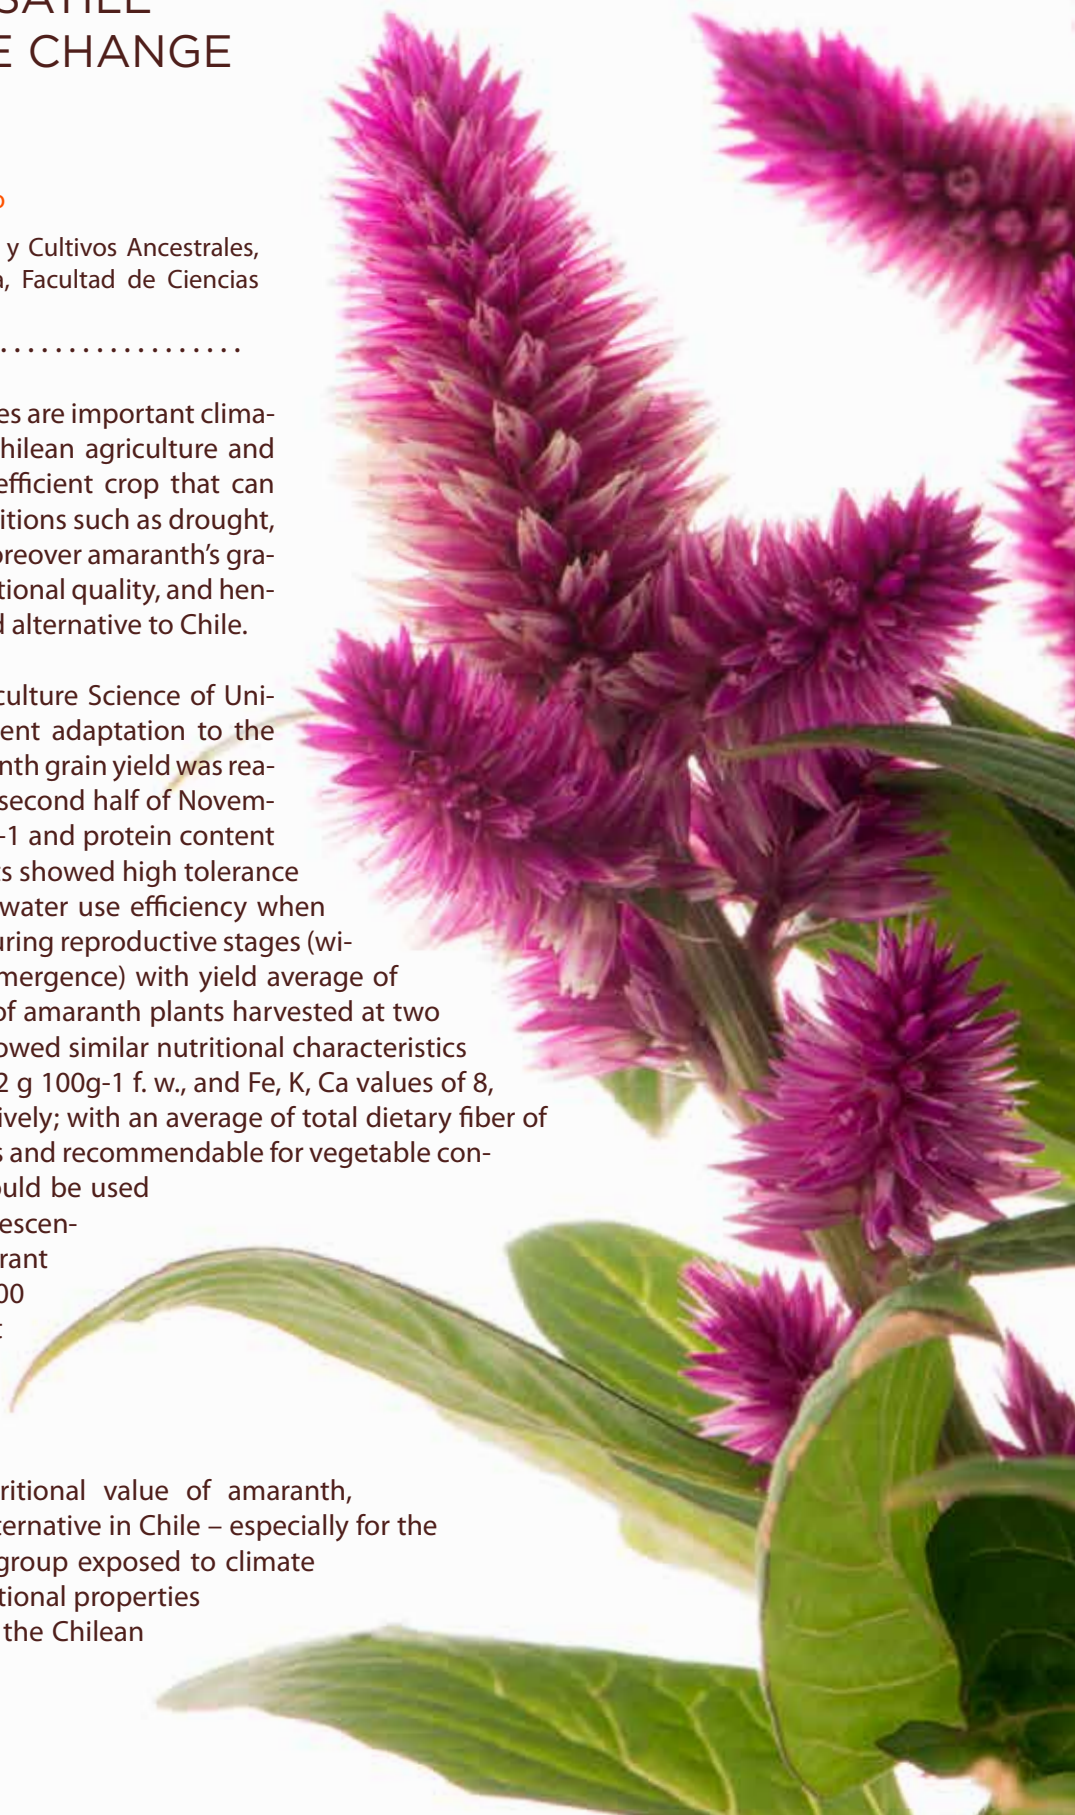 SATILE
E CHANGE
o
y Cultivos Ancestrales,
a, Facultad de Ciencias
..................
es are important clima-
hilean agriculture and
efficient crop that can
itions such as drought,
oreover amaranth's gra-
tional quality, and hen-
d alternative to Chile.
culture Science of Uni-
ent adaptation to the
nth grain yield was rea-
second half of Novem-
-1 and protein content
ts showed high tolerance
water use efficiency when
uring reproductive stages (wi-
mergence) with yield average of
of amaranth plants harvested at two
owed similar nutritional characteristics
2 g 100g-1 f. w., and Fe, K, Ca values of 8,
ively; with an average of total dietary fiber of
s and recommendable for vegetable con-
ould be used
escen-
rant
00
t
ritional value of amaranth,
ternative in Chile – especially for the
group exposed to climate
tional properties
the Chilean